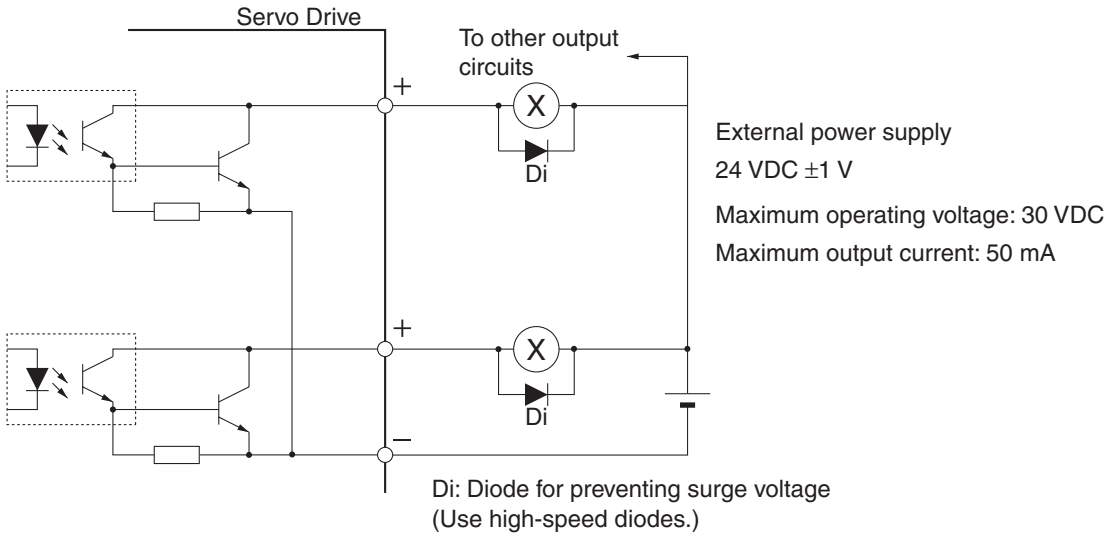 Servo Drive
To other output
circuits
+
X
Di
External power supply
24 VDC ±1 V
Maximum operating voltage: 30 VDC
Maximum output current: 50 mA
+
X
Di
−
Di: Diode for preventing surge voltage
(Use high-speed diodes.)